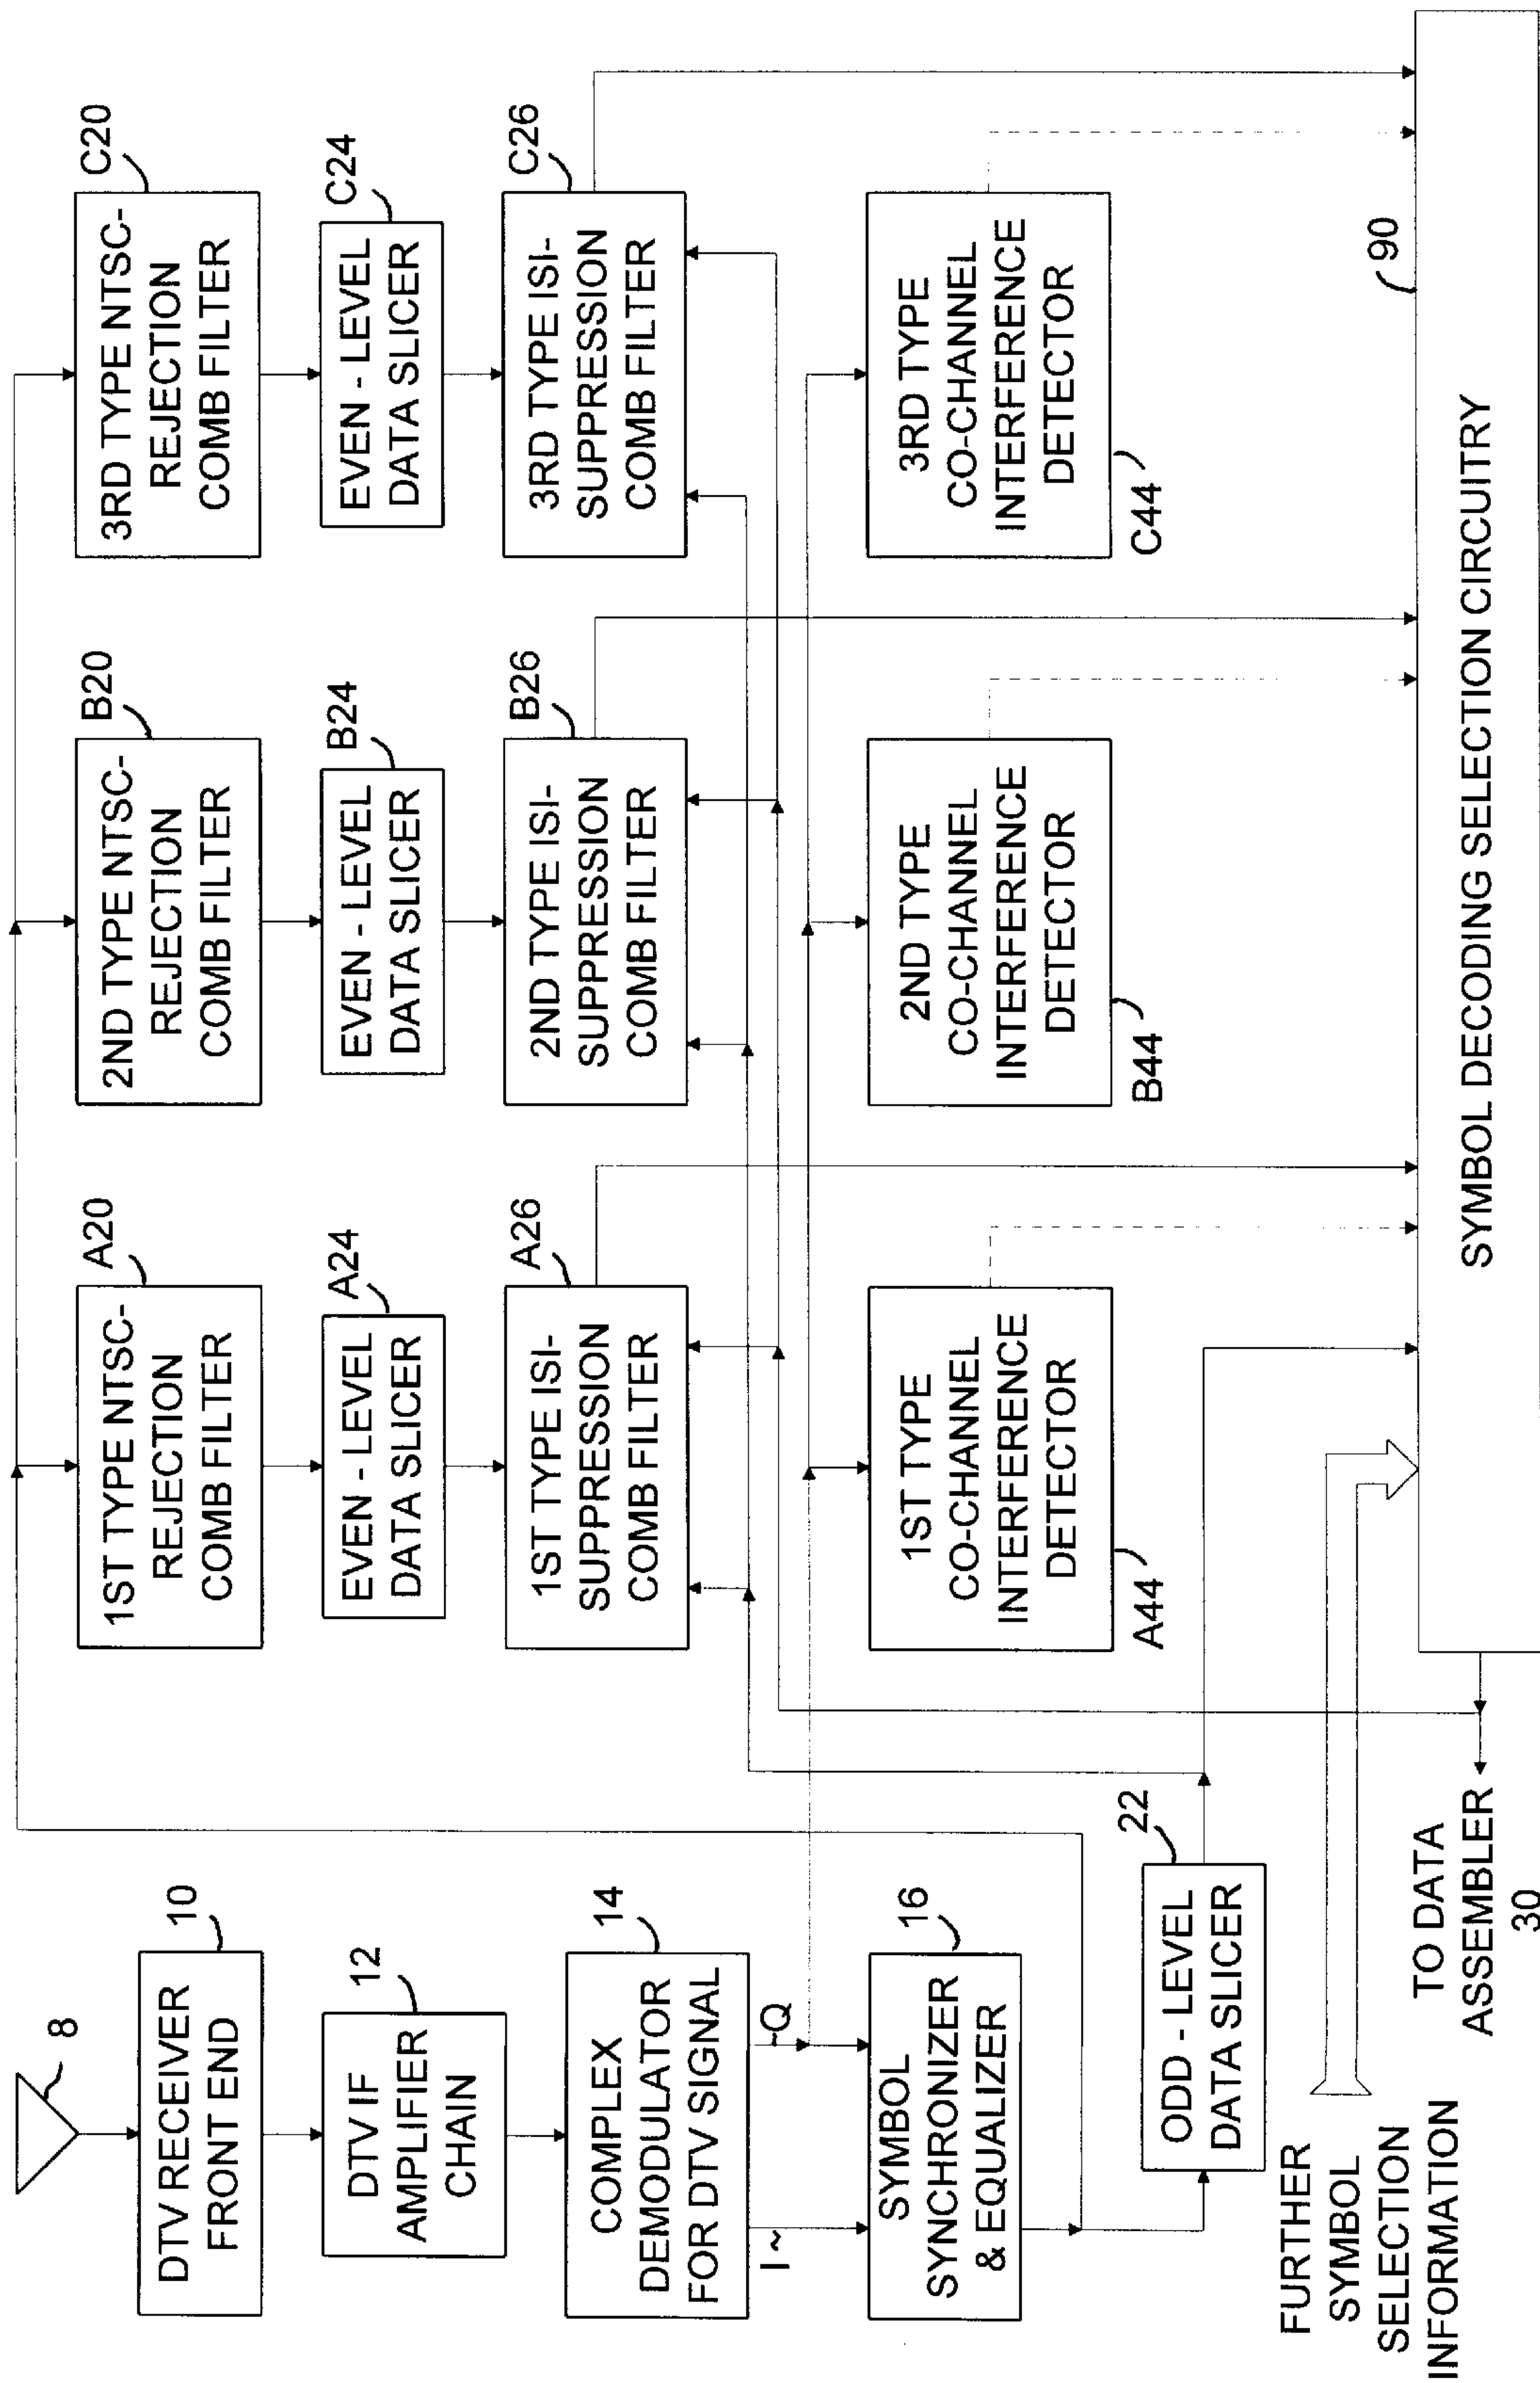 8
DTV RECEIVER
FRONT END
10
DTV IF
AMPLIFIER
CHAIN
12
COMPLEX
DEMODULATOR
FOR DTV SIGNAL
14
I
Q
SYMBOL
SYNCHRONIZER
& EQUALIZER
16
ODD - LEVEL
DATA SLICER
22
FURTHER
SYMBOL
SELECTION
INFORMATION
TO DATA
ASSEMBLER
30
1ST TYPE NTSC-
REJECTION
COMB FILTER
A20
EVEN - LEVEL
DATA SLICER
A24
1ST TYPE ISI-
SUPPRESSION
COMB FILTER
A26
1ST TYPE
CO-CHANNEL
INTERFERENCE
DETECTOR
A44
2ND TYPE NTSC-
REJECTION
COMB FILTER
B20
EVEN - LEVEL
DATA SLICER
B24
2ND TYPE ISI-
SUPPRESSION
COMB FILTER
B26
2ND TYPE
CO-CHANNEL
INTERFERENCE
DETECTOR
B44
3RD TYPE NTSC-
REJECTION
COMB FILTER
C20
EVEN - LEVEL
DATA SLICER
C24
3RD TYPE ISI-
SUPPRESSION
COMB FILTER
C26
3RD TYPE
CO-CHANNEL
INTERFERENCE
DETECTOR
C44
SYMBOL DECODING SELECTION CIRCUITRY
90